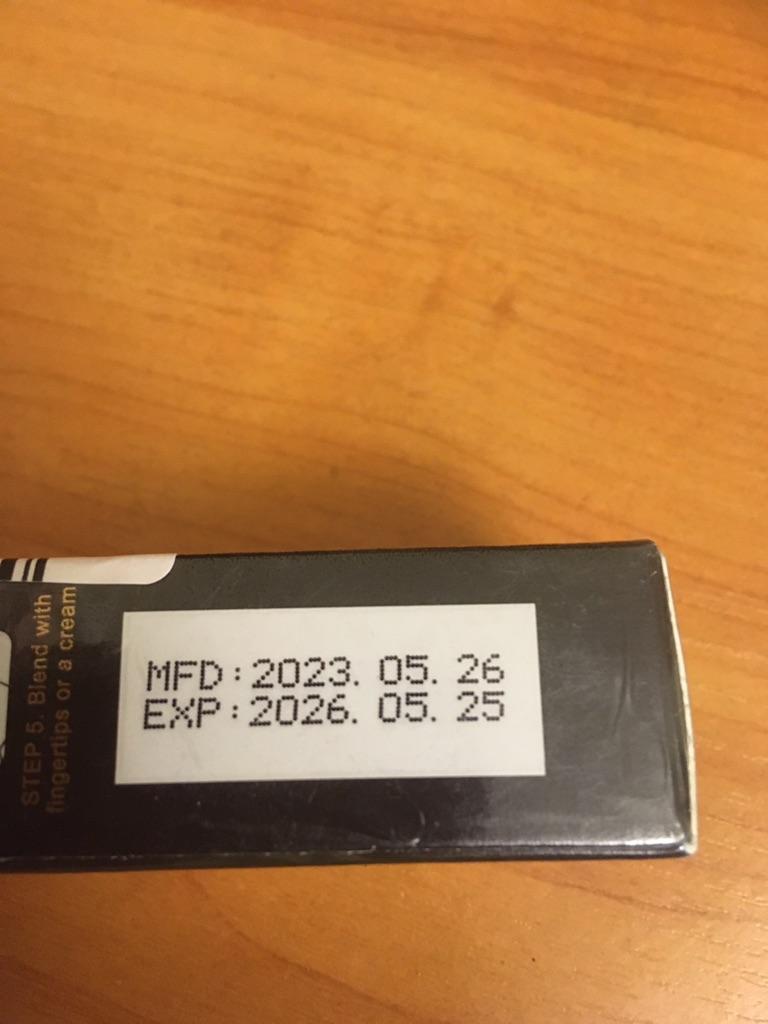 MFD:2023. 05. 26
EXP:2026. 05. 25
STEP 5. Blend with
fingertips or a cream